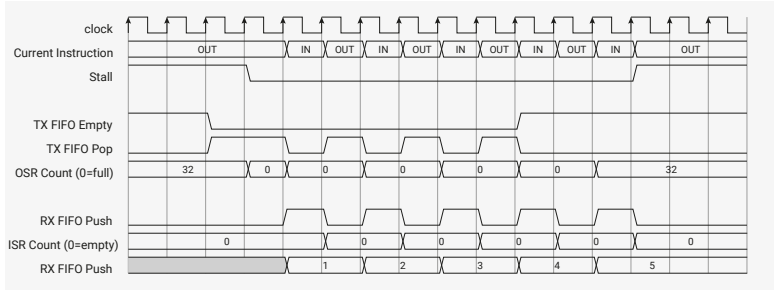 clock
Current Instruction OUT IN OUT IN OUT IN OUT IN OUT IN OUT
Stall
TX FIFO Empty
TX FIFO Pop
OSR Count (0=full) 32 0 0 0 0 0 32
RX FIFO Push
ISR Count (0=empty) 0 0 0 0 0 0
RX FIFO Push 1 2 3 4 5